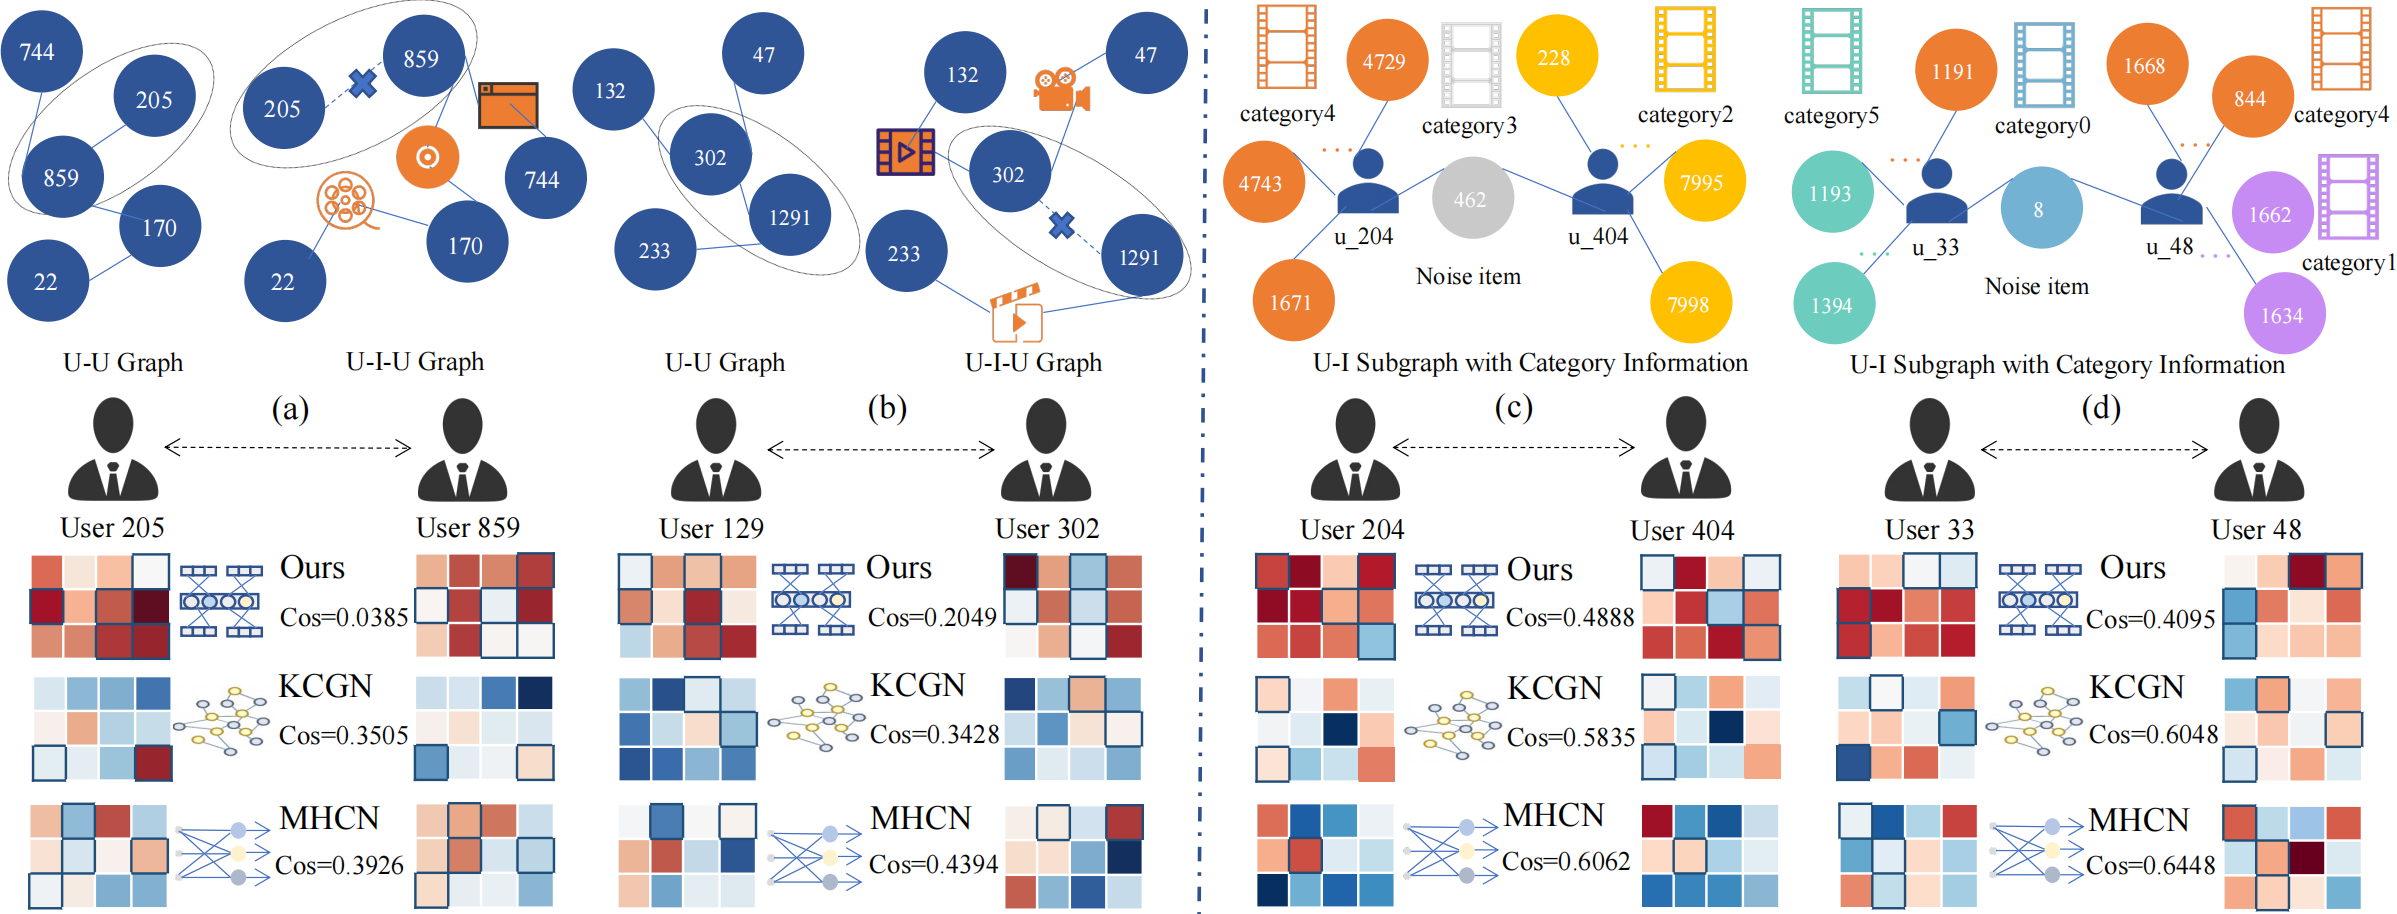 744
205
859
170
22
U-U Graph
859
205
744
170
22
U-I-U Graph
(a)
132
47
302
1291
233
U-U Graph
132
47
302
233
1291
U-I-U Graph
(b)
category4
4729
category3
228
category2
4743
462
7995
u_204
u_404
1671
Noise item
7998
U-I Subgraph with Category Information
(c)
category5
1191
category0
1668
844
category4
1193
8
1662
u_33
u_48
category1
1394
Noise item
1634
U-I Subgraph with Category Information
(d)
User 205
User 859
Ours
Cos=0.0385
KCGN
Cos=0.3505
MHCN
Cos=0.3926
User 129
User 302
Ours
Cos=0.2049
KCGN
Cos=0.3428
MHCN
Cos=0.4394
User 204
User 404
Ours
Cos=0.4888
KCGN
Cos=0.5835
MHCN
Cos=0.6062
User 33
User 48
Ours
Cos=0.4095
KCGN
Cos=0.6048
MHCN
Cos=0.6448